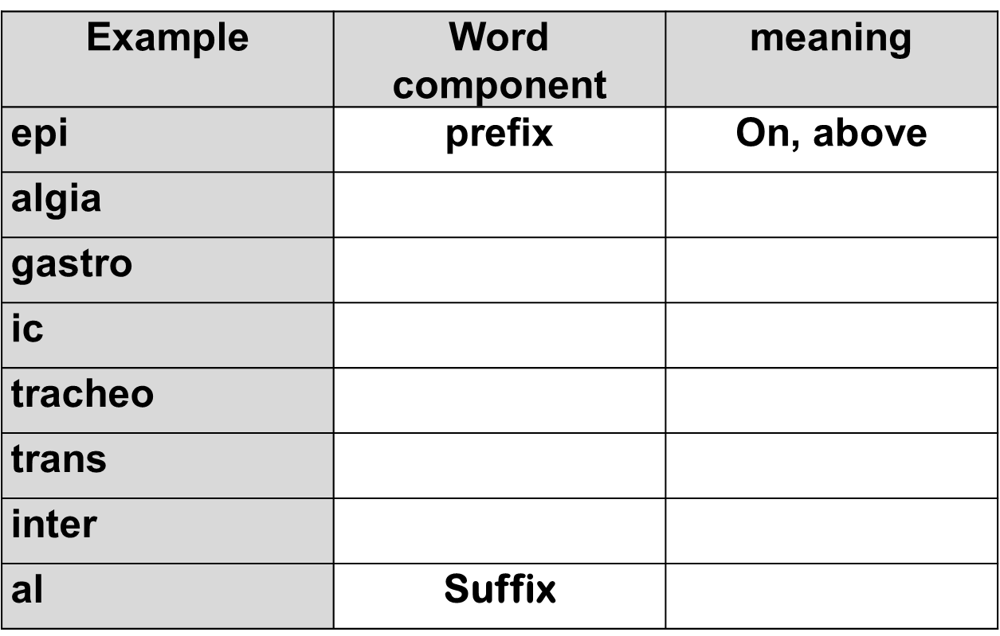 Example Word component meaning
epi prefix On, above
algia
gastro
ic
tracheo
trans
inter
al Suffix